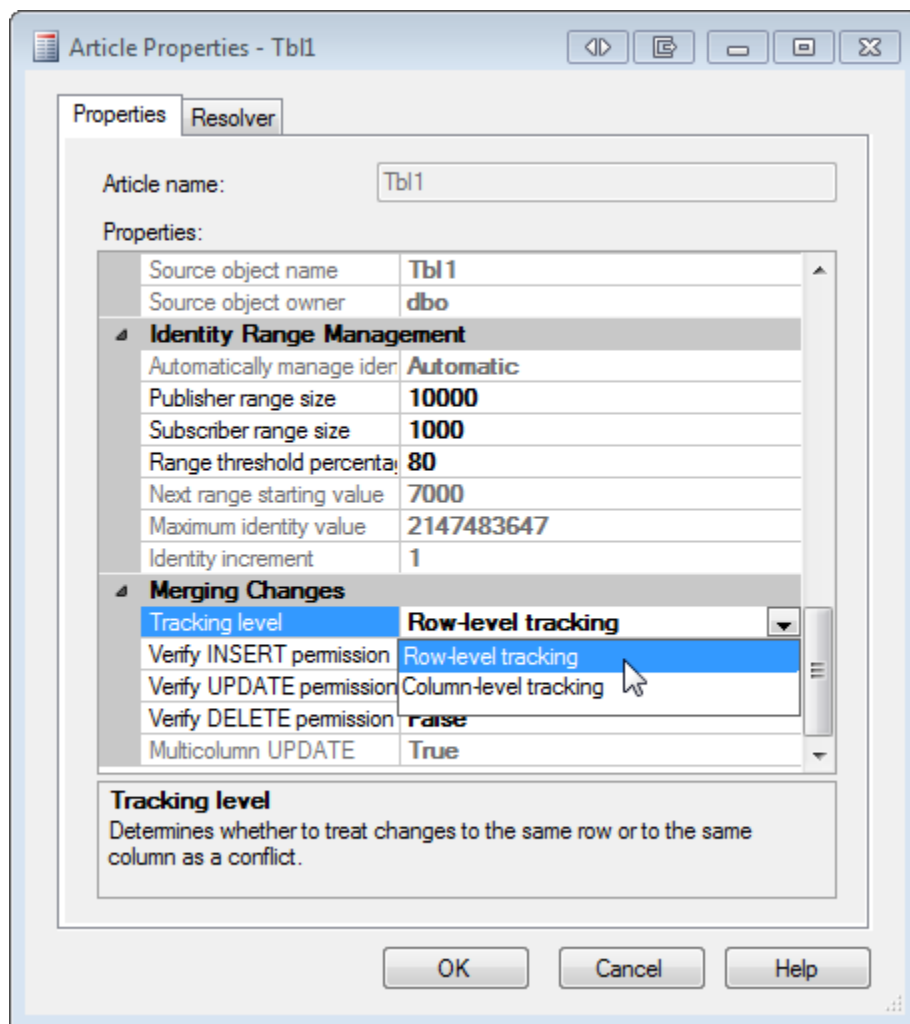 Article Properties - Tbl1
Properties
Resolver
Article name: Tbl1
Properties:
Source object name Tbl1
Source object owner dbo
Identity Range Management
Automatically manage iden Automatic
Publisher range size 10000
Subscriber range size 1000
Range threshold percenta 80
Next range starting value 7000
Maximum identity value 2147483647
Identity increment 1
Merging Changes
Tracking level Row-level tracking
Verify INSERT permission Row-level tracking
Verify UPDATE permission Column-level tracking
Verify DELETE permission False
Multicolumn UPDATE True
Tracking level
Determines whether to treat changes to the same row or to the same
column as a conflict.
OK Cancel Help